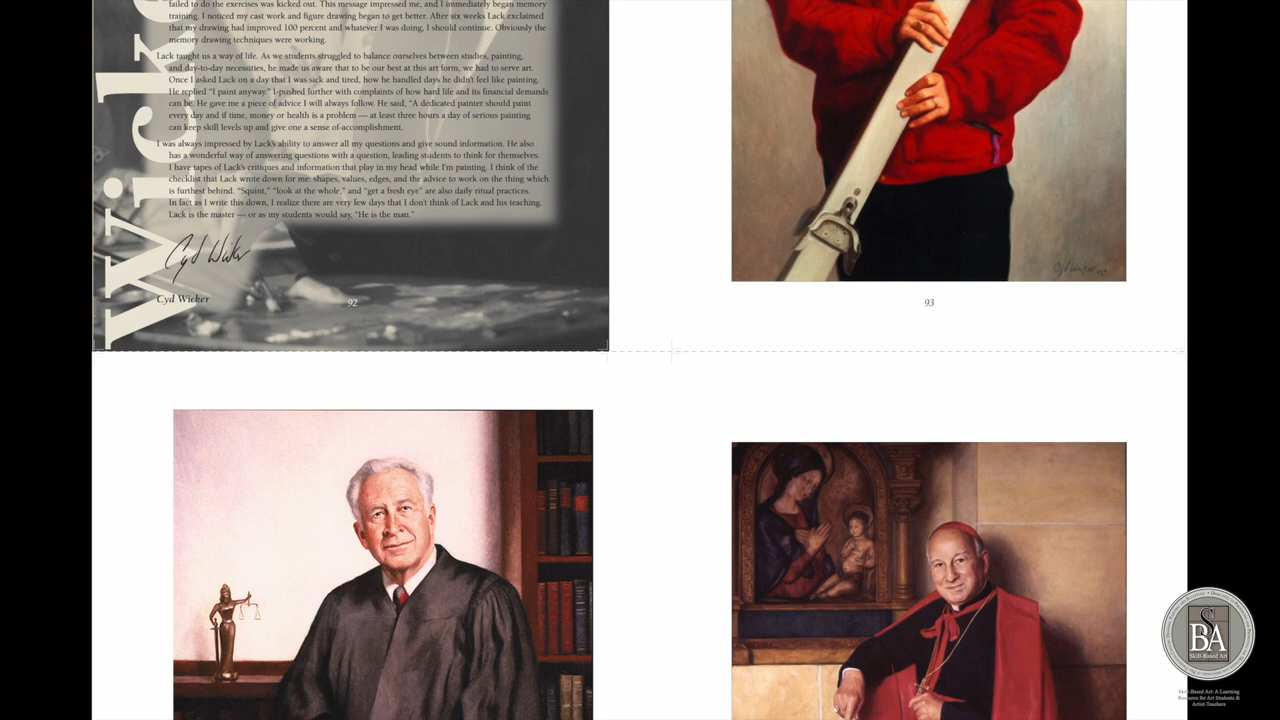 failed to do the exercises was kicked out. This message impressed me, and I immediately began memory
training. I noticed my cast work and figure drawing began to get better. After six weeks Lack exclaimed
that my drawing had improved 100 percent and whatever I was doing, I should continue. Obviously the
memory drawing techniques were working.
Lack taught us a way of life. As we students struggled to balance ourselves between studies, painting,
and day-to-day necessities, he made us aware that to be our best at this art form, we had to serve art.
Once I asked Lack on a day that I was sick and tired, how he handled days he didn't feel like painting.
He replied "I paint anyway." I pushed further with complaints of how hard life and its financial demands
can be. He gave me a piece of advice I will always follow. He said, "A dedicated painter should paint
every day and if time, money or health is a problem — at least three hours a day of serious painting
can keep skill levels up and give one a sense of accomplishment.
I was always impressed by Lack's ability to answer all my questions and give sound information. He also
has a wonderful way of answering questions with a question, leading students to think for themselves.
I have tapes of Lack's critiques and information that play in my head while I'm painting. I think of the
checklist that Lack wrote down for me: shapes, values, edges, and the advice to work on the thing which
is furthest behind. "Squint," "look at the whole," and "get a fresh eye" are also daily ritual practices.
In fact as I write this down, I realize there are very few days that I don't think of Lack and his teaching.
Lack is the master — or as my students would say, "He is the man."
Cyd Wicker
Cyd Wicker
92
Wicke
Cyd Wicker
93
SBA
Skill-Based Art
Skill-Based Art: A Learning
Resource for Art Students &
Artist-Teachers